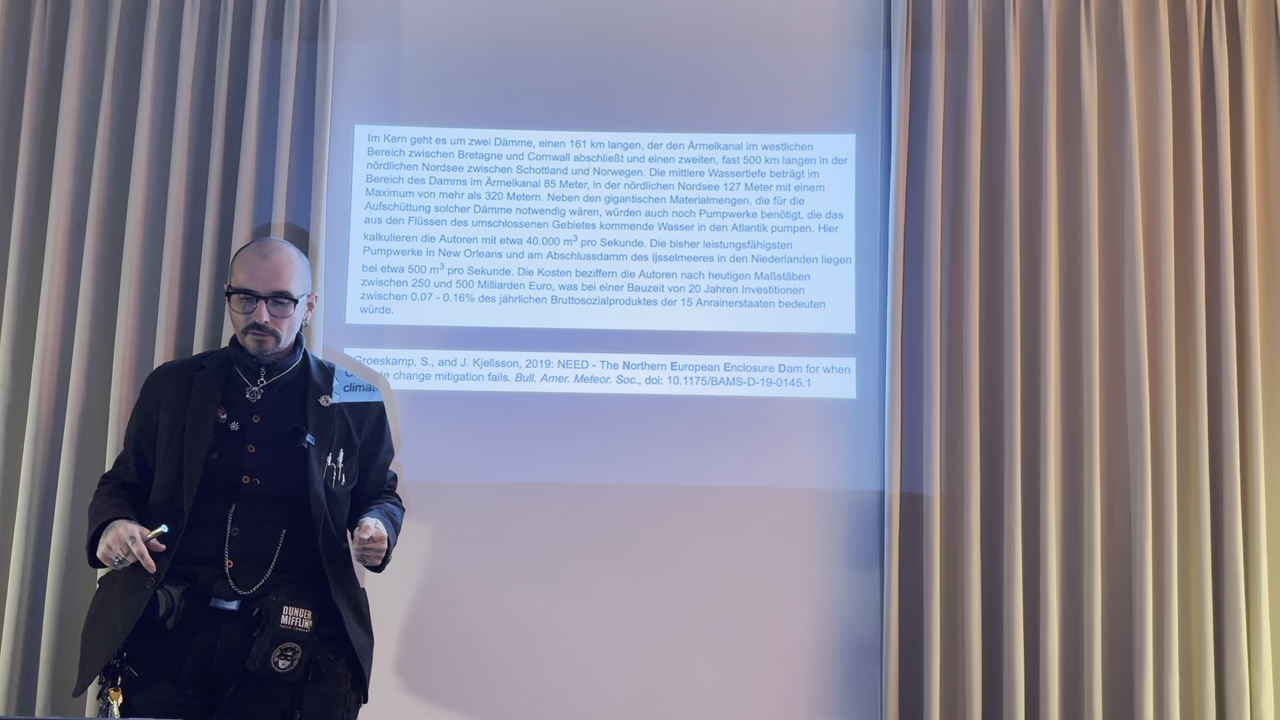 Im Kern geht es um zwei Dämme, einen 161 km langen, der den Ärmelkanal im westlichen
Bereich zwischen Bretagne und Cornwall abschließt und einen zweiten, fast 500 km langen in der
nördlichen Nordsee zwischen Schottland und Norwegen. Die mittlere Wassertiefe beträgt im
Bereich des Damms im Ärmelkanal 85 Meter, in der nördlichen Nordsee 127 Meter mit einem
Maximum von mehr als 320 Metern. Neben den gigantischen Materialmengen, die für die
Aufschüttung solcher Dämme notwendig wären, würden auch noch Pumpwerke benötigt, die das
aus den Flüssen des umschlossenen Gebietes kommende Wasser in den Atlantik pumpen. Hier
kalkulieren die Autoren mit etwa 40.000 m³ pro Sekunde. Die bisher leistungsfähigsten
Pumpwerke in New Orleans und am Abschlussdamm des Ijsselmeeres in den Niederlanden liegen
bei etwa 500 m³ pro Sekunde. Die Kosten beziffern die Autoren nach heutigen Maßstäben
zwischen 250 und 500 Milliarden Euro, was bei einer Bauzeit von 20 Jahren Investitionen
zwischen 0.07 - 0.16% des jährlichen Bruttosozialproduktes der 15 Anrainerstaaten bedeuten
würde.
Groeskamp, S., and J. Kjellsson, 2019: NEED - The Northern European Enclosure Dam for when
change mitigation fails. Bull. Amer. Meteor. Soc., doi: 10.1175/BAMS-D-19-0145.1
DUNDER
MIFFLIN